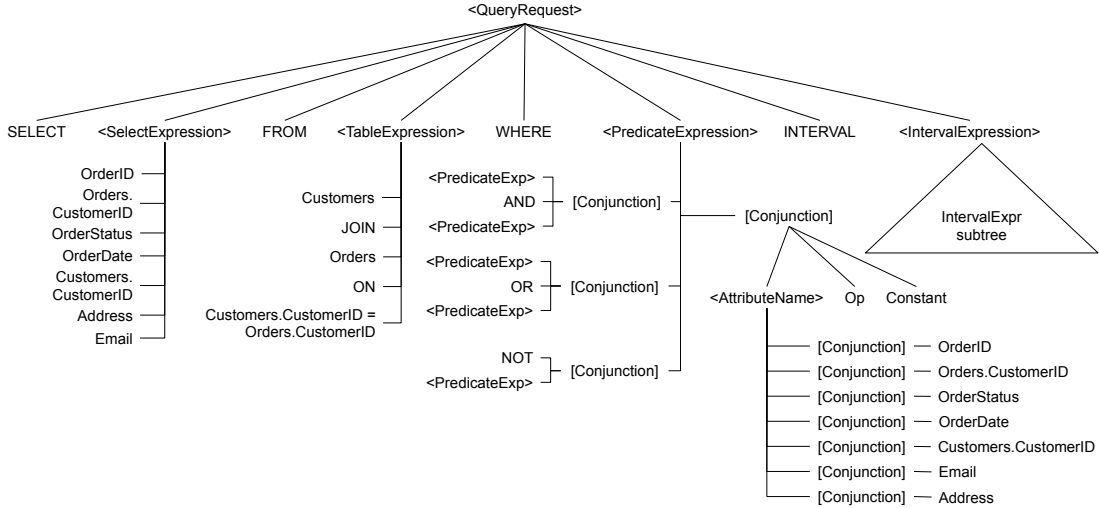 <QueryRequest>
SELECT
<SelectExpression>
FROM
<TableExpression>
WHERE
<PredicateExpression>
INTERVAL
<IntervalExpression>
OrderID
Orders.
CustomerID
OrderStatus
OrderDate
Customers.
CustomerID
Address
Email
Customers
JOIN
Orders
ON
Customers.CustomerID =
Orders.CustomerID
<PredicateExp>
AND
[Conjunction]
<PredicateExp>
<PredicateExp>
OR
[Conjunction]
<PredicateExp>
NOT
[Conjunction]
<PredicateExp>
[Conjunction]
<AttributeName>
Op
Constant
[Conjunction]
OrderID
[Conjunction]
Orders.CustomerID
[Conjunction]
OrderStatus
[Conjunction]
OrderDate
[Conjunction]
Customers.CustomerID
[Conjunction]
Email
[Conjunction]
Address
IntervalExpr
subtree